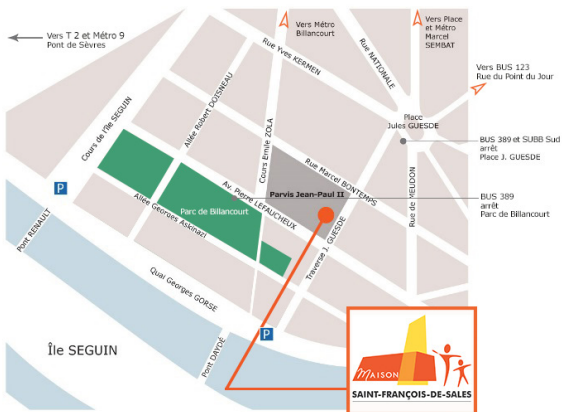 Vers T 2 et Métro 9
Pont de Sèvres
Vers Métro
Billancourt
Vers Place
et Métro
Marcel
SEMBAT
Vers BUS 123
Rue du Point du Jour
Rue Yves KERMEN
Rue NATIONALE
Allée Robert DOISNEAU
Cours de l'Île SEGUIN
Cours Emile ZOLA
Place
Jules GUESDE
BUS 389 et SUBB Sud
arrêt
Place J. GUESDE
Rue Marcel BONTEMPS
Rue de MEUDON
P
Av. Pierre LEFAUCHEUX
Parvis Jean-Paul II
BUS 389
arrêt
Parc de Billancourt
Parc de Billancourt
Allée Georges Askinazi
Pont RENAULT
Traverse J. GUESDE
Quai Georges GORSE
P
Île SEGUIN
Pont DAYDÉ
MAISON
SAINT-FRANÇOIS-DE-SALES